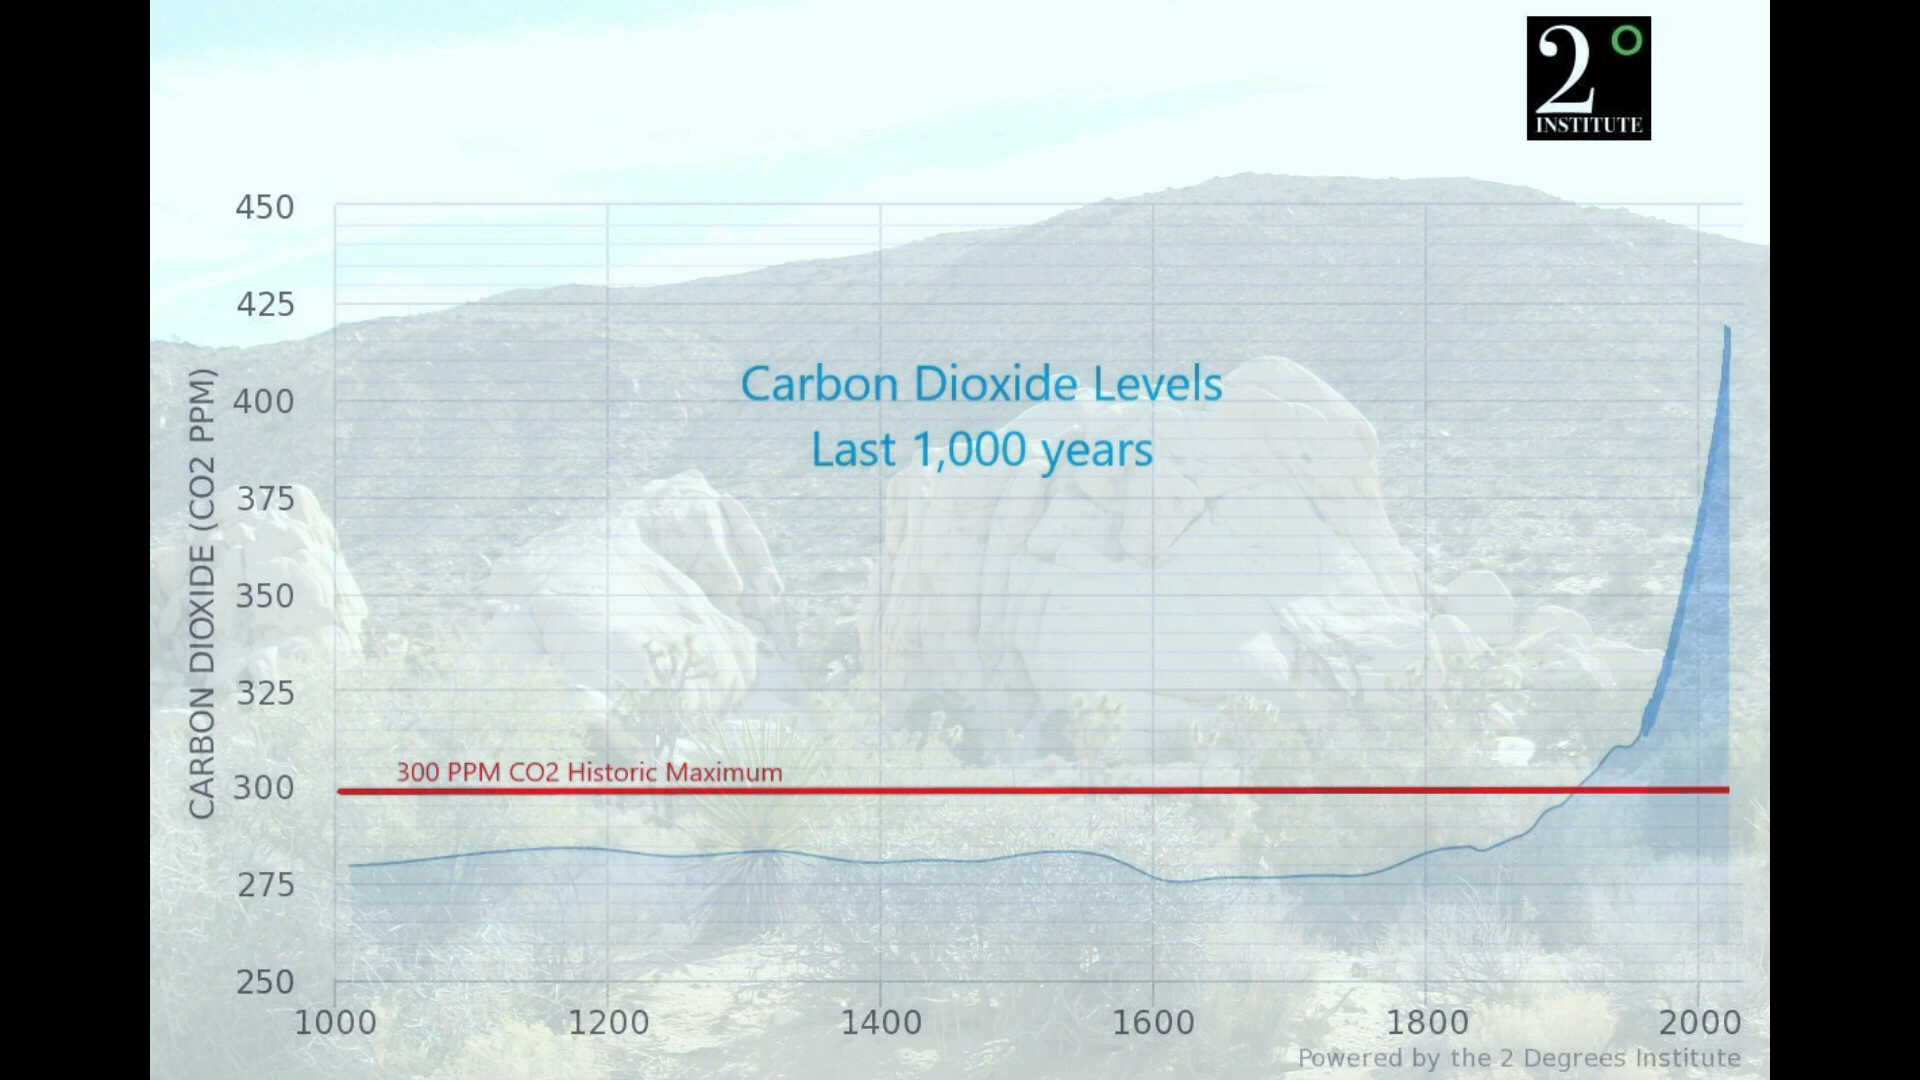 2°
INSTITUTE
450
425
Carbon Dioxide Levels
400
Last 1,000 years
375
350
325
300 PPM CO2 Historic Maximum
300
275
250
CARBON DIOXIDE (CO2 PPM)
1000 1200 1400 1600 1800 2000
Powered by the 2 Degrees Institute